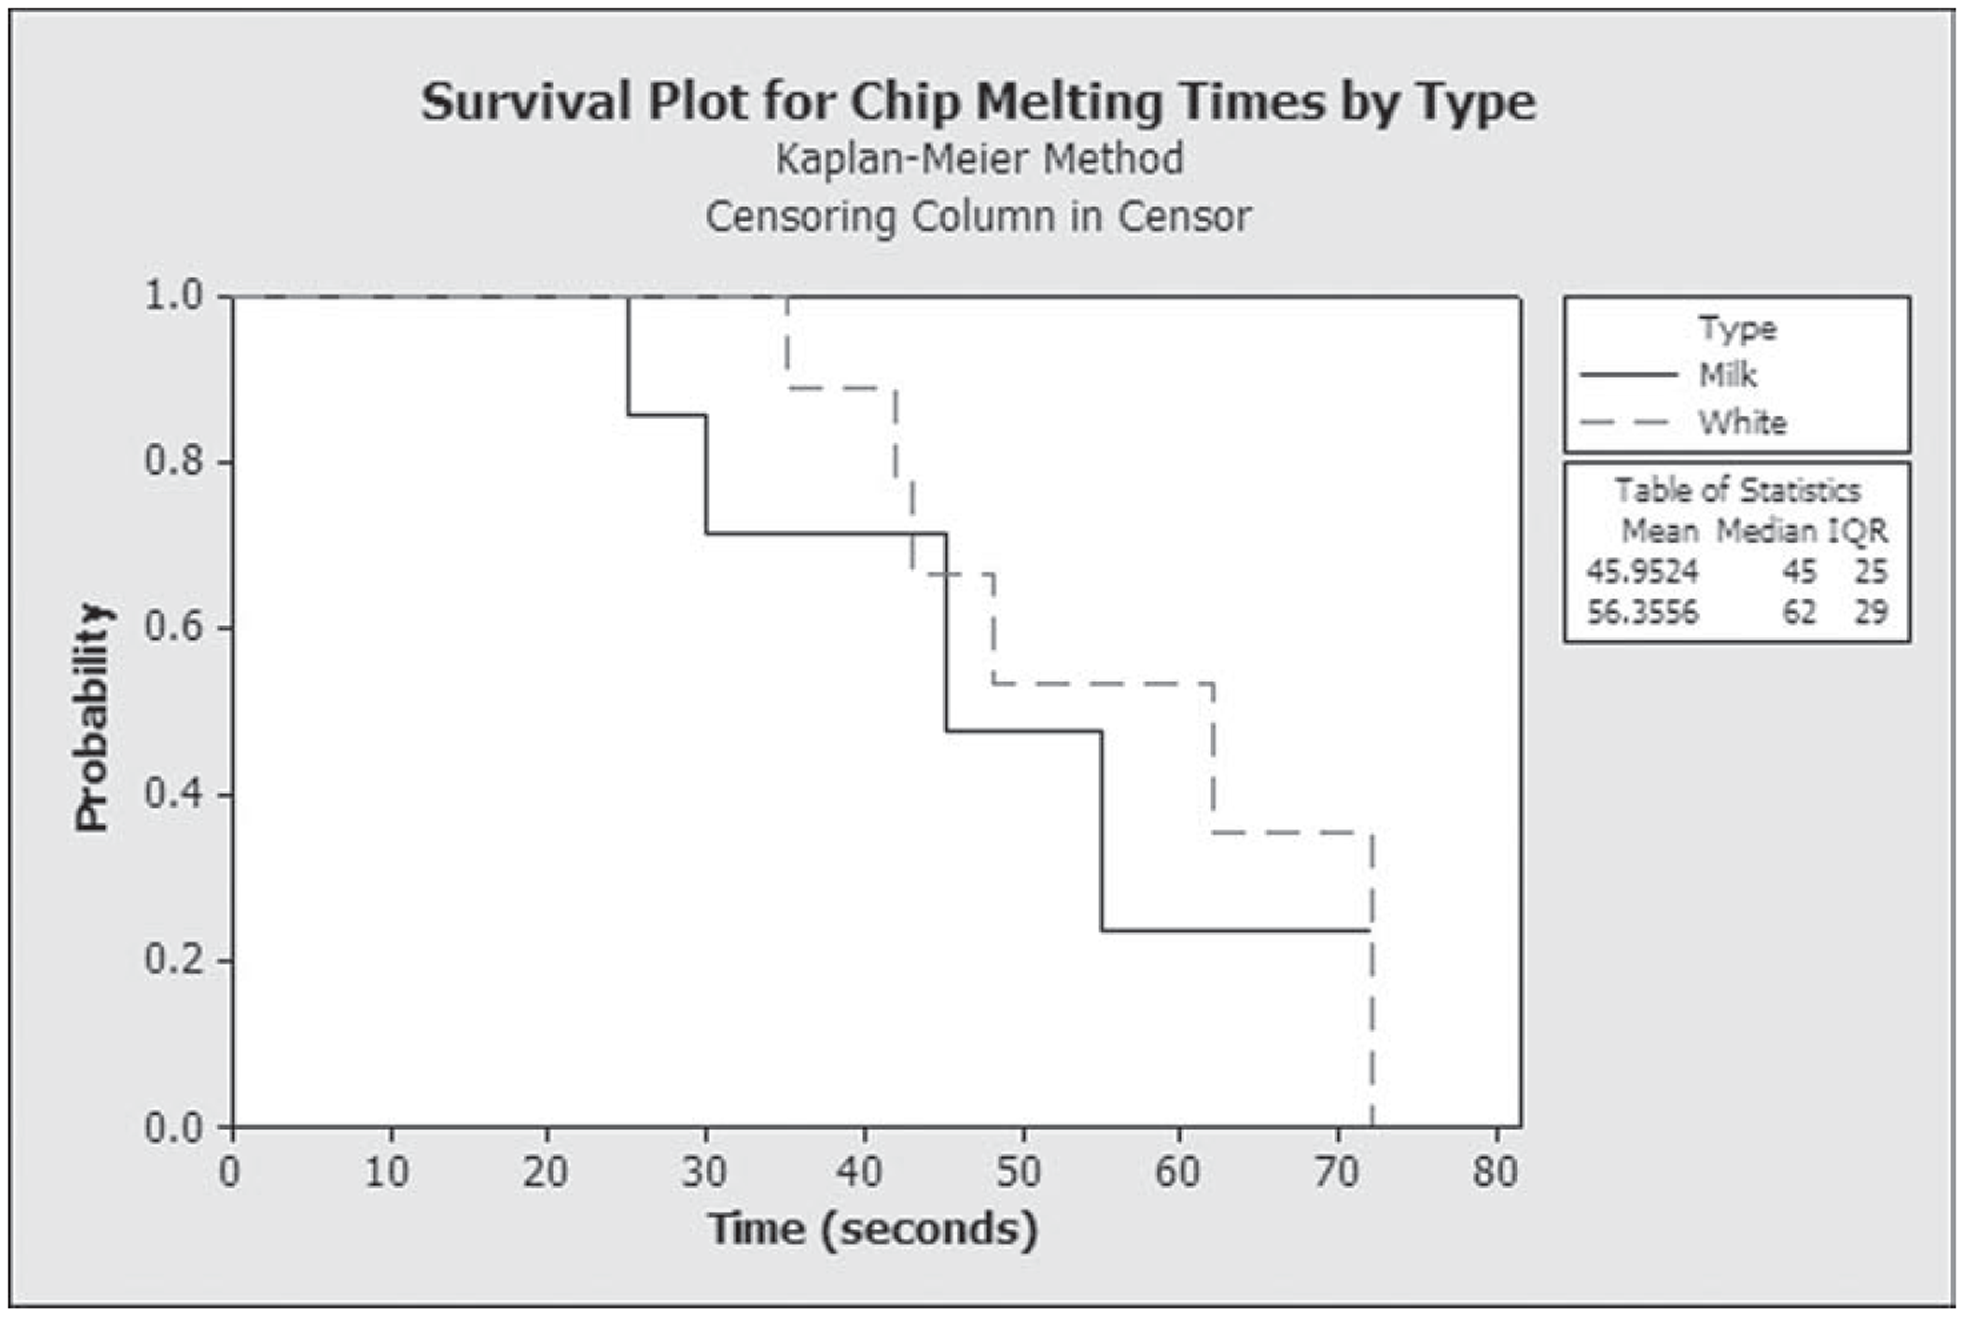 Survival Plot for Chip Melting Times by Type
Kaplan-Meier Method
Censoring Column in Censor
1.0
0.8
0.6
0.4
0.2
0.0
Probability
0 10 20 30 40 50 60 70 80
Time (seconds)
Type
Milk
White
Table of Statistics
Mean Median IQR
45.9524 45 25
56.3556 62 29